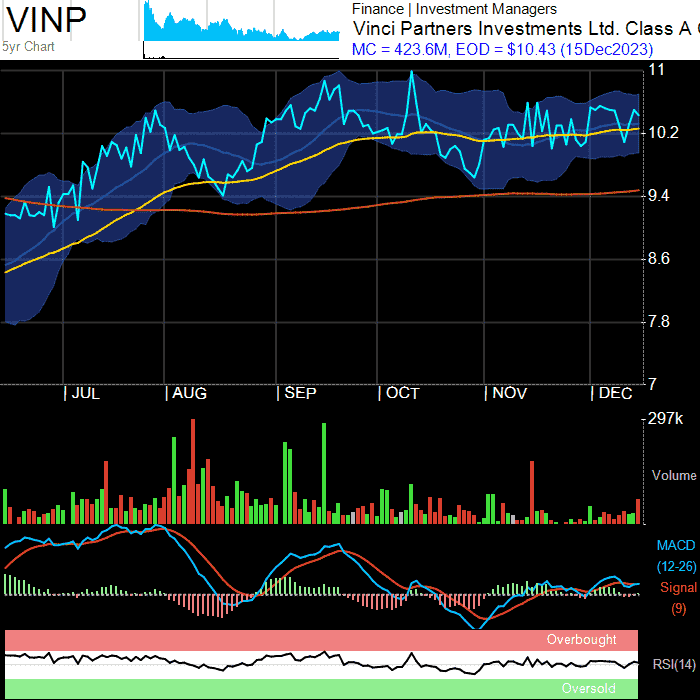 VINP
5yr Chart
Finance | Investment Managers
Vinci Partners Investments Ltd. Class A
MC = 423.6M, EOD = $10.43 (15Dec2023)
11
10.2
9.4
8.6
7.8
7
JUL AUG SEP OCT NOV DEC
297k
Volume
MACD
(12-26)
Signal
(9)
Overbought
RSI(14)
Oversold